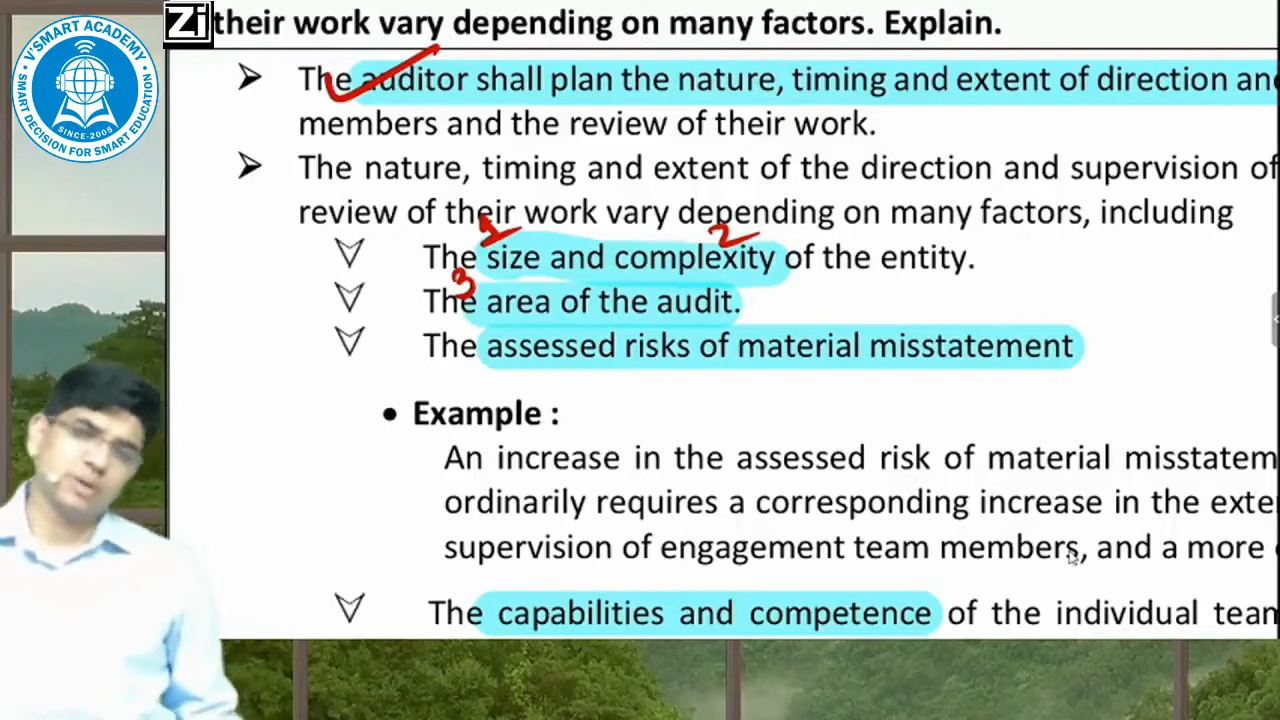 V'SMART ACADEMY
SMART DECISION FOR SMART EDUCATION
SINCE-2005
Zi
their work vary depending on many factors. Explain.
The auditor shall plan the nature, timing and extent of direction
members and the review of their work.
The nature, timing and extent of the direction and supervision of
review of their work vary depending on many factors, including
1 2
The size and complexity of the entity.
3
The area of the audit.
The assessed risks of material misstatement
Example :
An increase in the assessed risk of material
ordinarily requires a corresponding increase in the
supervision of engagement team members, and a more
The capabilities and competence of the individual